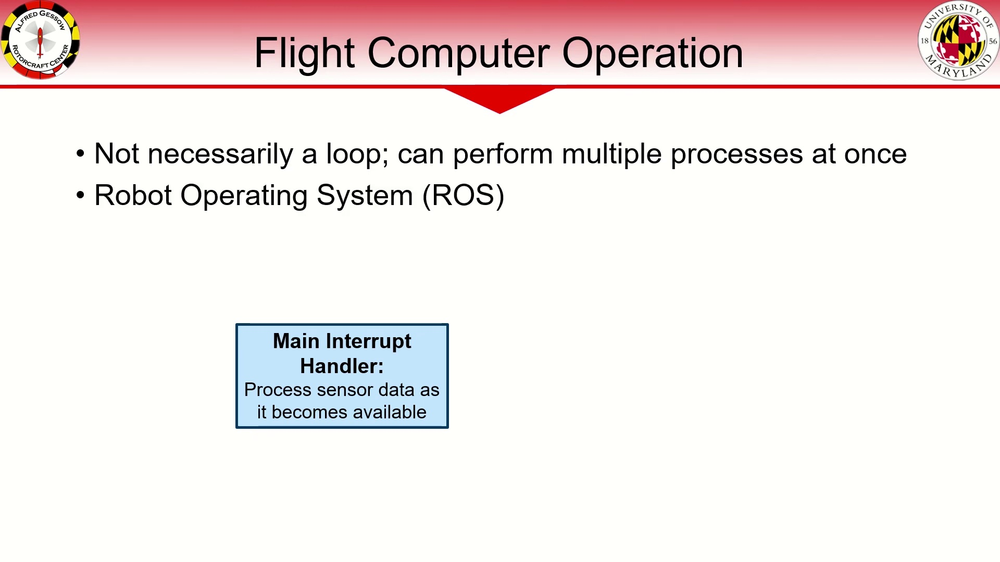 ALFRED GESSOW
ROTORCRAFT CENTER
Flight Computer Operation
UNIVERSITY OF
18 56
MARYLAND
• Not necessarily a loop; can perform multiple processes at once
• Robot Operating System (ROS)
Main Interrupt
Handler:
Process sensor data as
it becomes available